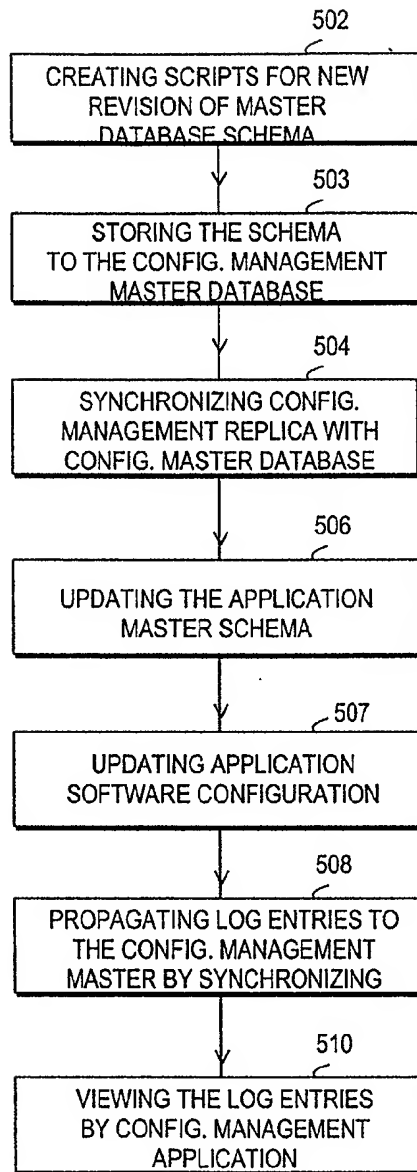 502
CREATING SCRIPTS FOR NEW
REVISION OF MASTER
DATABASE SCHEMA
503
STORING THE SCHEMA
TO THE CONFIG. MANAGEMENT
MASTER DATABASE
504
SYNCHRONIZING CONFIG.
MANAGEMENT REPLICA WITH
CONFIG. MASTER DATABASE
506
UPDATING THE APPLICATION
MASTER SCHEMA
507
UPDATING APPLICATION
SOFTWARE CONFIGURATION
508
PROPAGATING LOG ENTRIES TO
THE CONFIG. MANAGEMENT
MASTER BY SYNCHRONIZING
510
VIEWING THE LOG ENTRIES
BY CONFIG. MANAGEMENT
APPLICATION